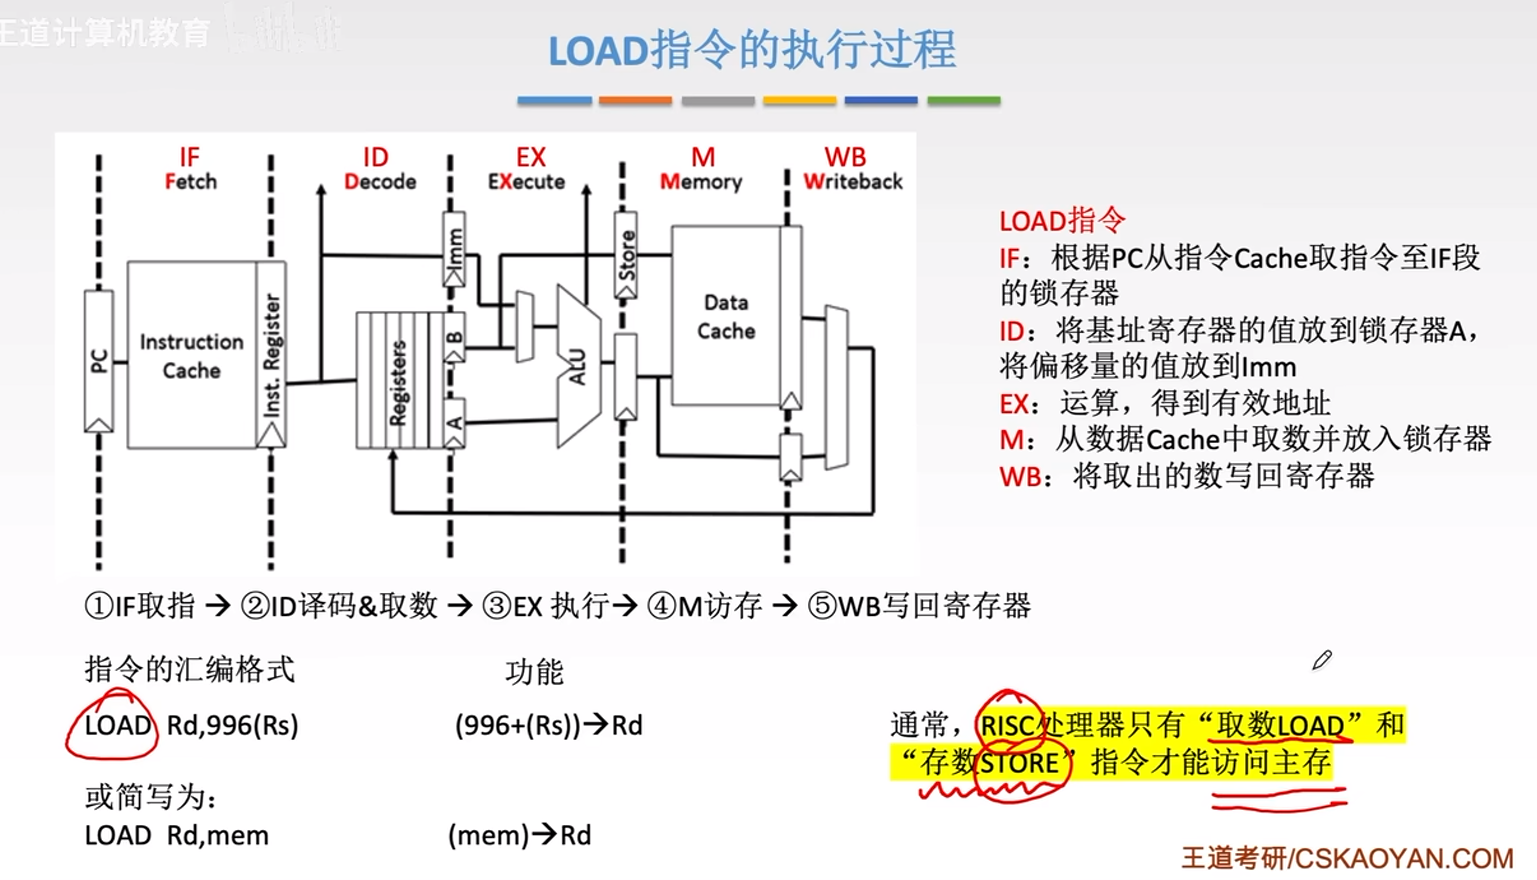 王道计算机教育
LOAD指令的执行过程
IF
Fetch
ID
Decode
EX
EXecute
M
Memory
WB
Writeback
PC
Instruction
Cache
Inst. Register
Registers
Imm
B
A
ALU
Store
Data
Cache
LOAD指令
IF：根据PC从指令Cache取指令至IF段
的锁存器
ID：将基址寄存器的值放到锁存器A，
将偏移量的值放到Imm
EX：运算，得到有效地址
M：从数据Cache中取数并放入锁存器
WB：将取出的数写回寄存器
①IF取指 → ②ID译码&取数 → ③EX 执行→ ④M访存 → ⑤WB写回寄存器
指令的汇编格式 功能
LOAD Rd,996(Rs) (996+(Rs))→Rd
或简写为：
LOAD Rd,mem (mem)→Rd
通常，RISC处理器只有“取数LOAD”和
“存数STORE”指令才能访问主存
王道考研/CSKAOYAN.COM